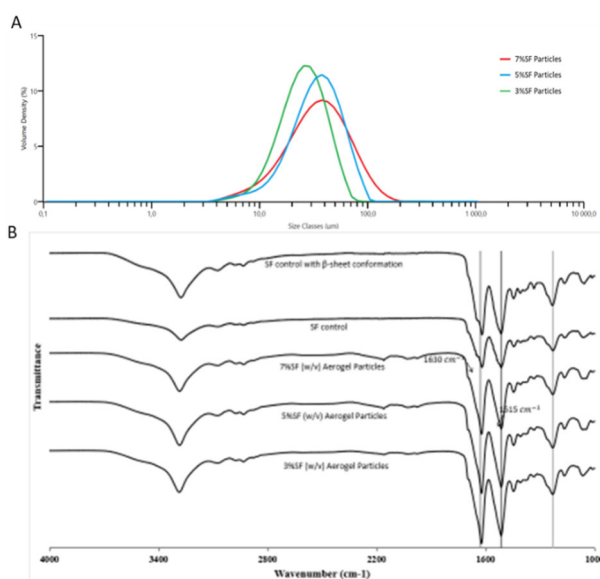 A
15
7%SF Particles
5%SF Particles
3%SF Particles
10
Volume Density (%)
5
0
0,1 1,0 10,0 100,0 1 000,0 10 000,0
Size Classes (µm)
B
SF control with β-sheet conformation
SF control
1630 cm⁻
7%SF (w/v) Aerogel Particles
1515 cm⁻¹
5%SF (w/v) Aerogel Particles
3%SF (w/v) Aerogel Particles
Transmittance
4000 3400 2800 2200 1600 1000
Wavenumber (cm-1)